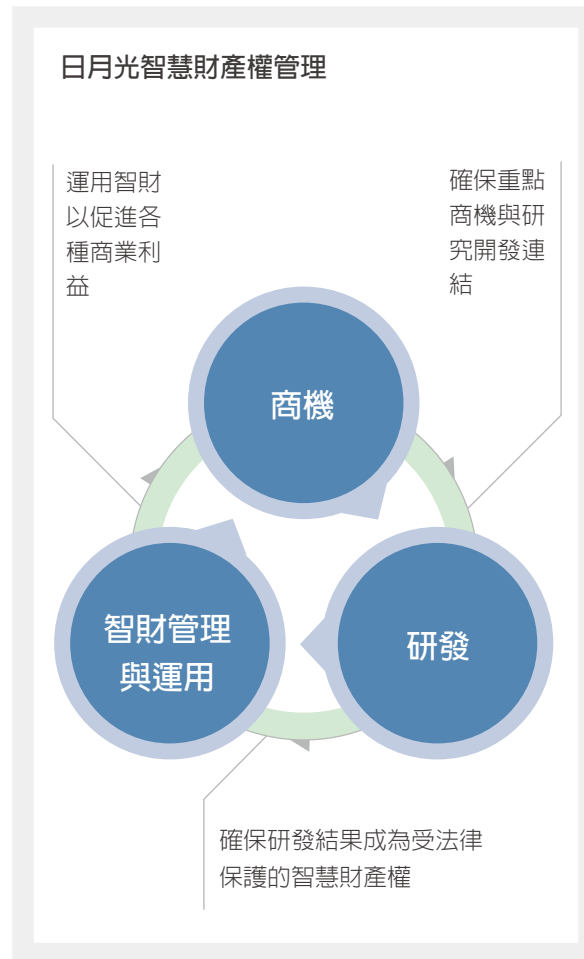 日月光智慧財產權管理
運用智財
以促進各
種商業利
益
確保重點
商機與研
究開發連
結
商機
智財管理
與運用
研發
確保研發結果成為受法律
保護的智慧財產權